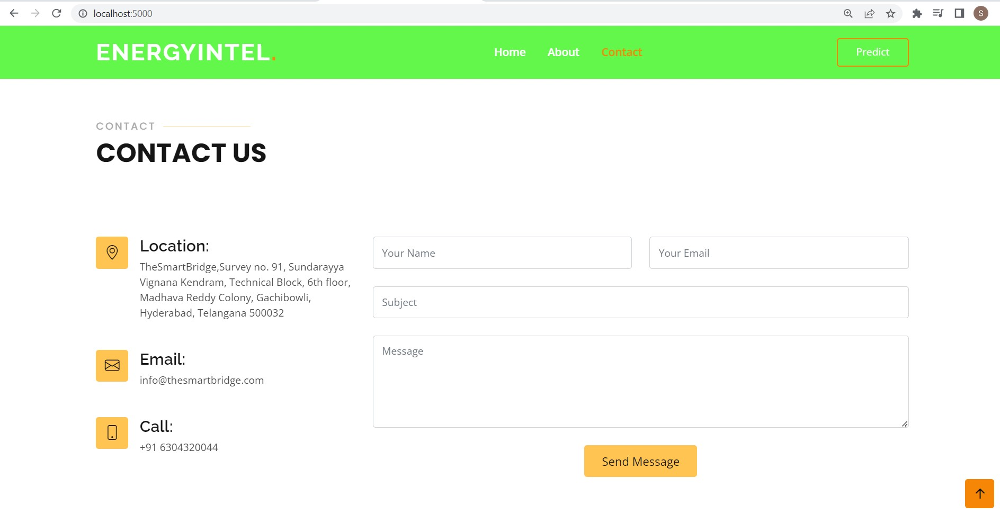 localhost:5000
S
ENERGYINTEL.
Home
About
Contact
Predict
CONTACT
CONTACT US
Location:
TheSmartBridge,Survey no. 91, Sundarayya
Vignana Kendram, Technical Block, 6th floor,
Madhava Reddy Colony, Gachibowli,
Hyderabad, Telangana 500032
Email:
info@thesmartbridge.com
Call:
+91 6304320044
Your Name
Your Email
Subject
Message
Send Message